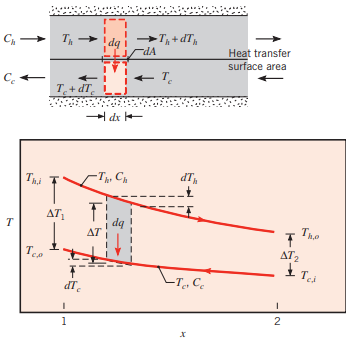 C_h T_h dq T_h + dT_h
dA
Heat transfer
surface area
C_c T_c + dT_c T_c
dx
T_h,i T_h, C_h dT_h
ΔT_1 ΔT dq T_h,o
T
T_c,o ΔT_2
dT_c T_c, C_c T_c,i
1 2
x